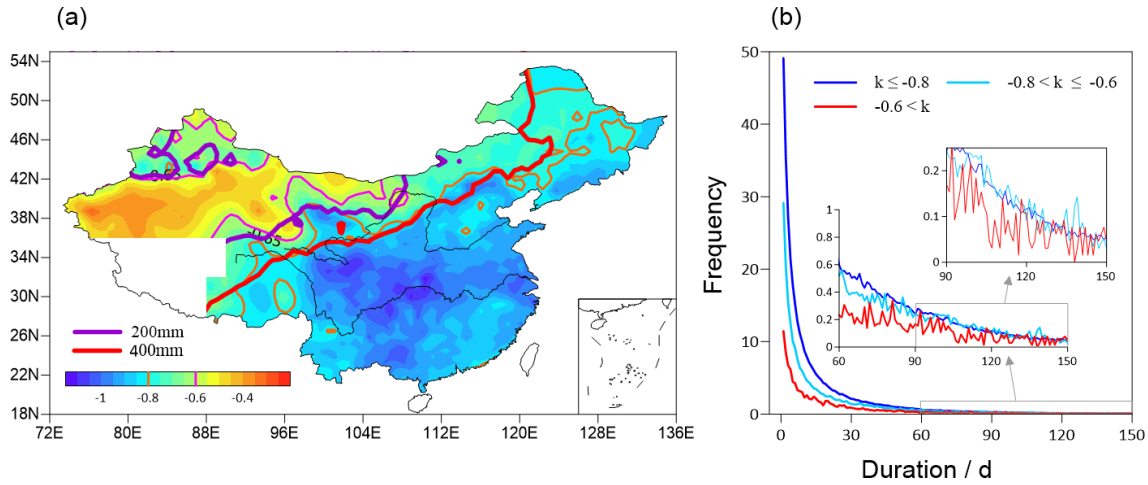 (a)
(b)
54N
50N
46N
42N
38N
34N
30N
26N
22N
18N
72E 80E 88E 96E 104E 112E 120E 128E 136E
200mm
400mm
-1 -0.8 -0.6 -0.4
Frequency
50
40
30
20
10
0
k ≤ -0.8
-0.8 < k ≤ -0.6
-0.6 < k
0.2
0.1
0
90 120 150
1
0.8
0.6
0.4
0.2
0
60 90 120 150
0 30 60 90 120 150
Duration / d